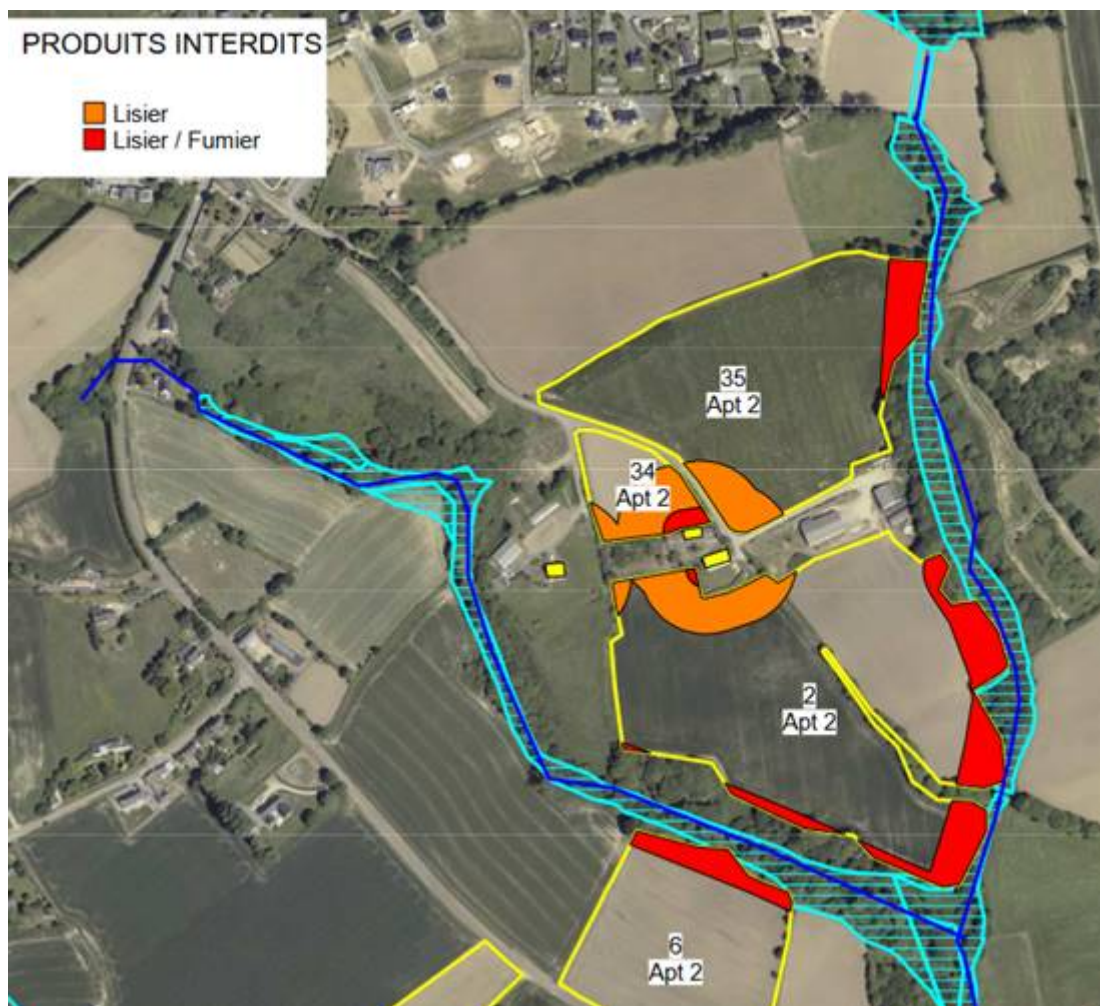 PRODUITS INTERDITS
Lisier
Lisier / Fumier
35
Apt 2
34
Apt 2
2
Apt 2
6
Apt 2